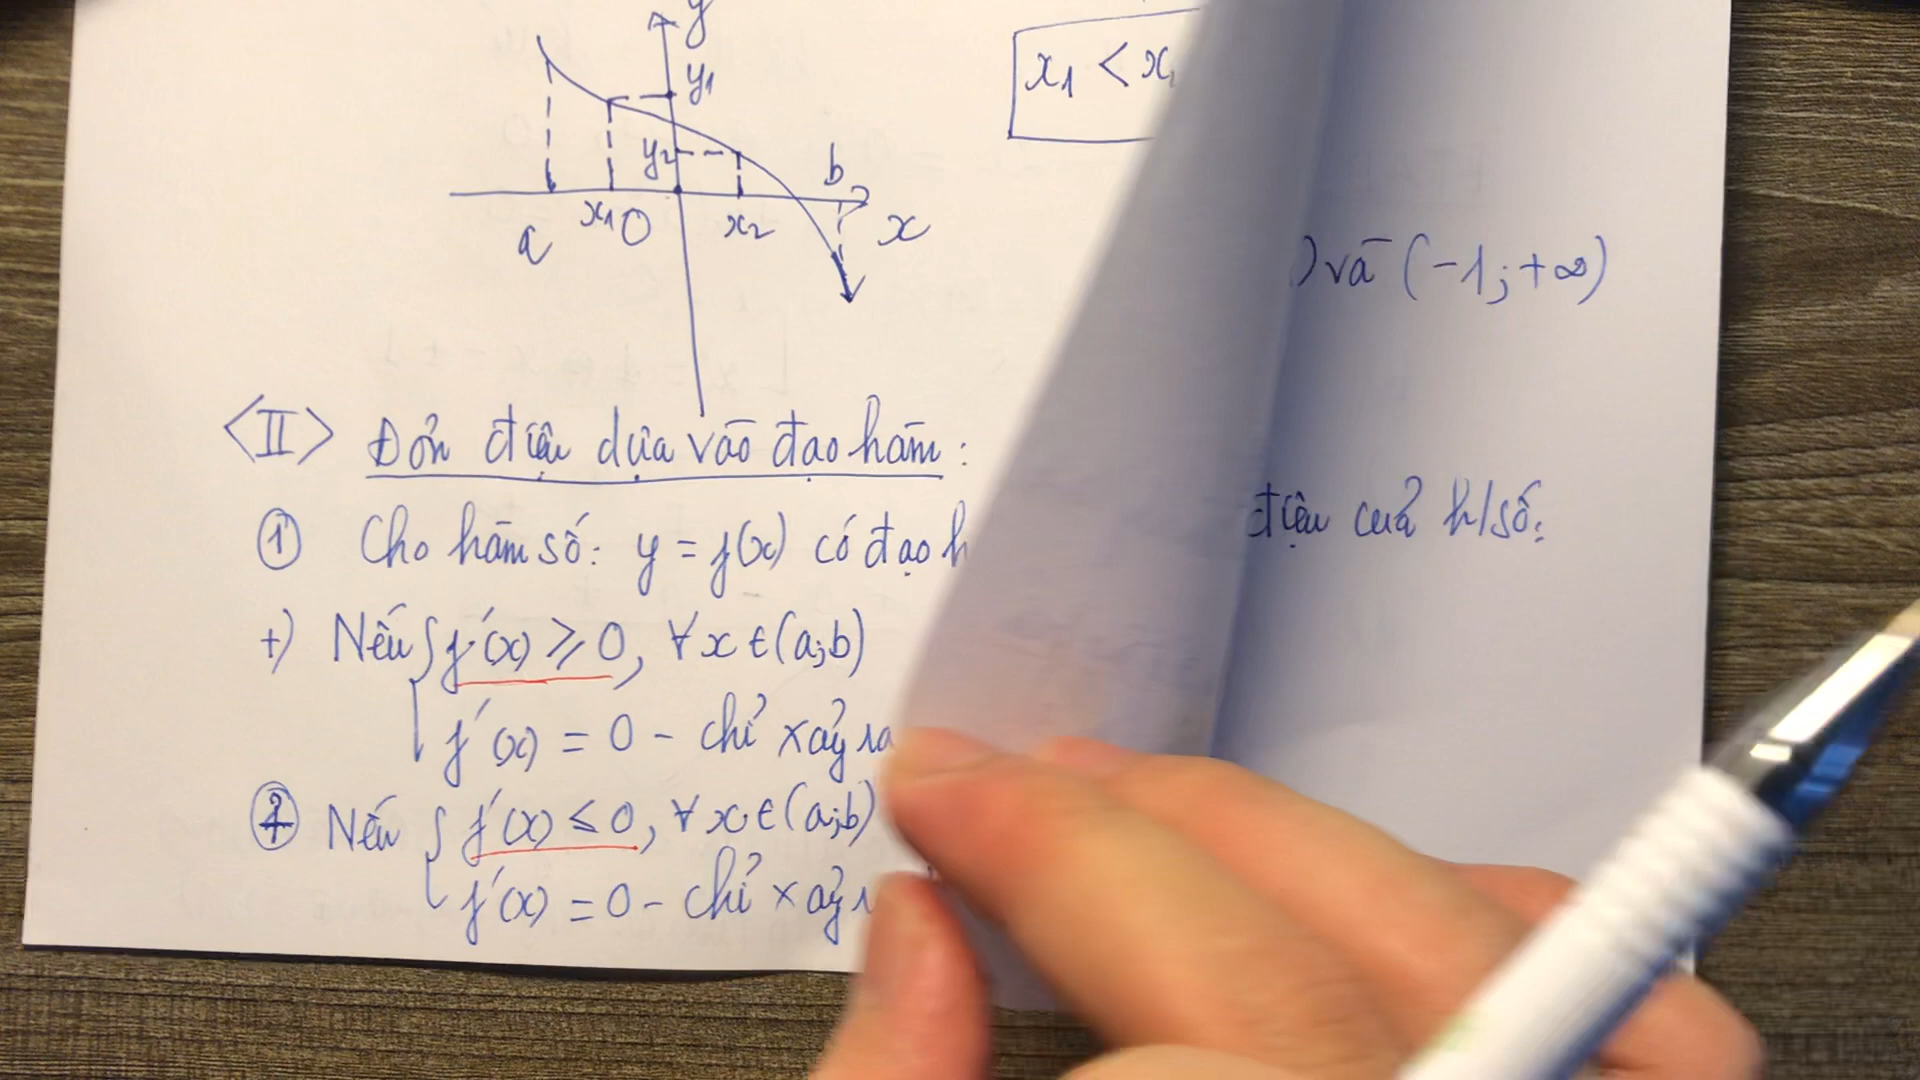 y
y1
x1 < x
y2
b
a
x1
O
x2
x
) và (-1; +∞)
<II> Đơn điệu dựa vào đạo hàm:
① Cho hàm số: y = f(x) có đạo h
điệu của h/số:
+) Nếu { f'(x) ≥ 0, ∀x ∈ (a;b)
f'(x) = 0 - chỉ xảy ra
Nếu { f'(x) ≤ 0, ∀x ∈ (a;b)
f'(x) = 0 - chỉ xảy r